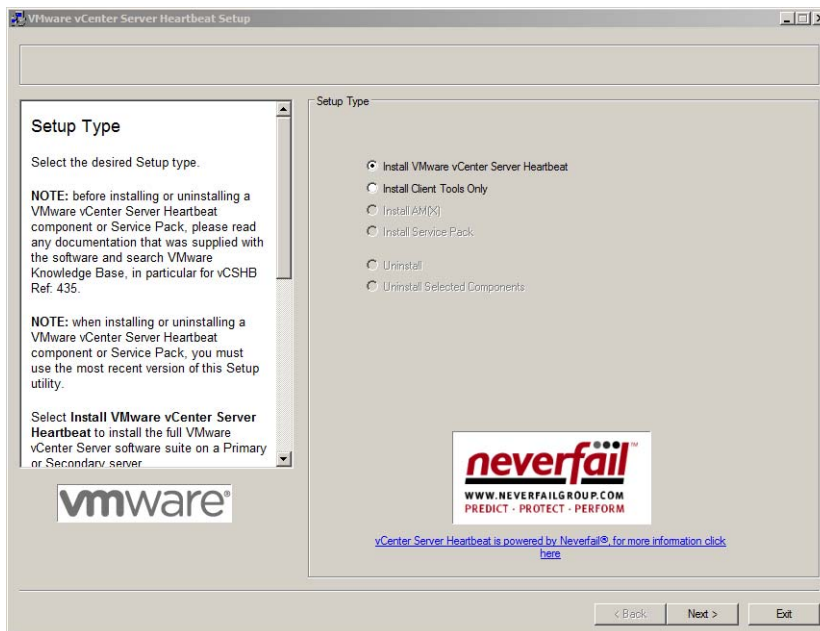 VMware vCenter Server Heartbeat Setup
Setup Type
Select the desired Setup type.
NOTE: before installing or uninstalling a
VMware vCenter Server Heartbeat
component or Service Pack, please read
any documentation that was supplied with
the software and search VMware
Knowledge Base, in particular for vCSHB
Ref: 435.
NOTE: when installing or uninstalling a
VMware vCenter Server Heartbeat
component or Service Pack, you must
use the most recent version of this Setup
utility.
Select Install VMware vCenter Server
Heartbeat to install the full VMware
vCenter Server software suite on a Primary
or Secondary server
vmware®
Setup Type
Install VMware vCenter Server Heartbeat
Install Client Tools Only
Install AM(X)
Install Service Pack
Uninstall
Uninstall Selected Components
neverfail™
WWW.NEVERFAILGROUP.COM
PREDICT · PROTECT · PERFORM
vCenter Server Heartbeat is powered by Neverfail®, for more information click
here
< Back
Next >
Exit